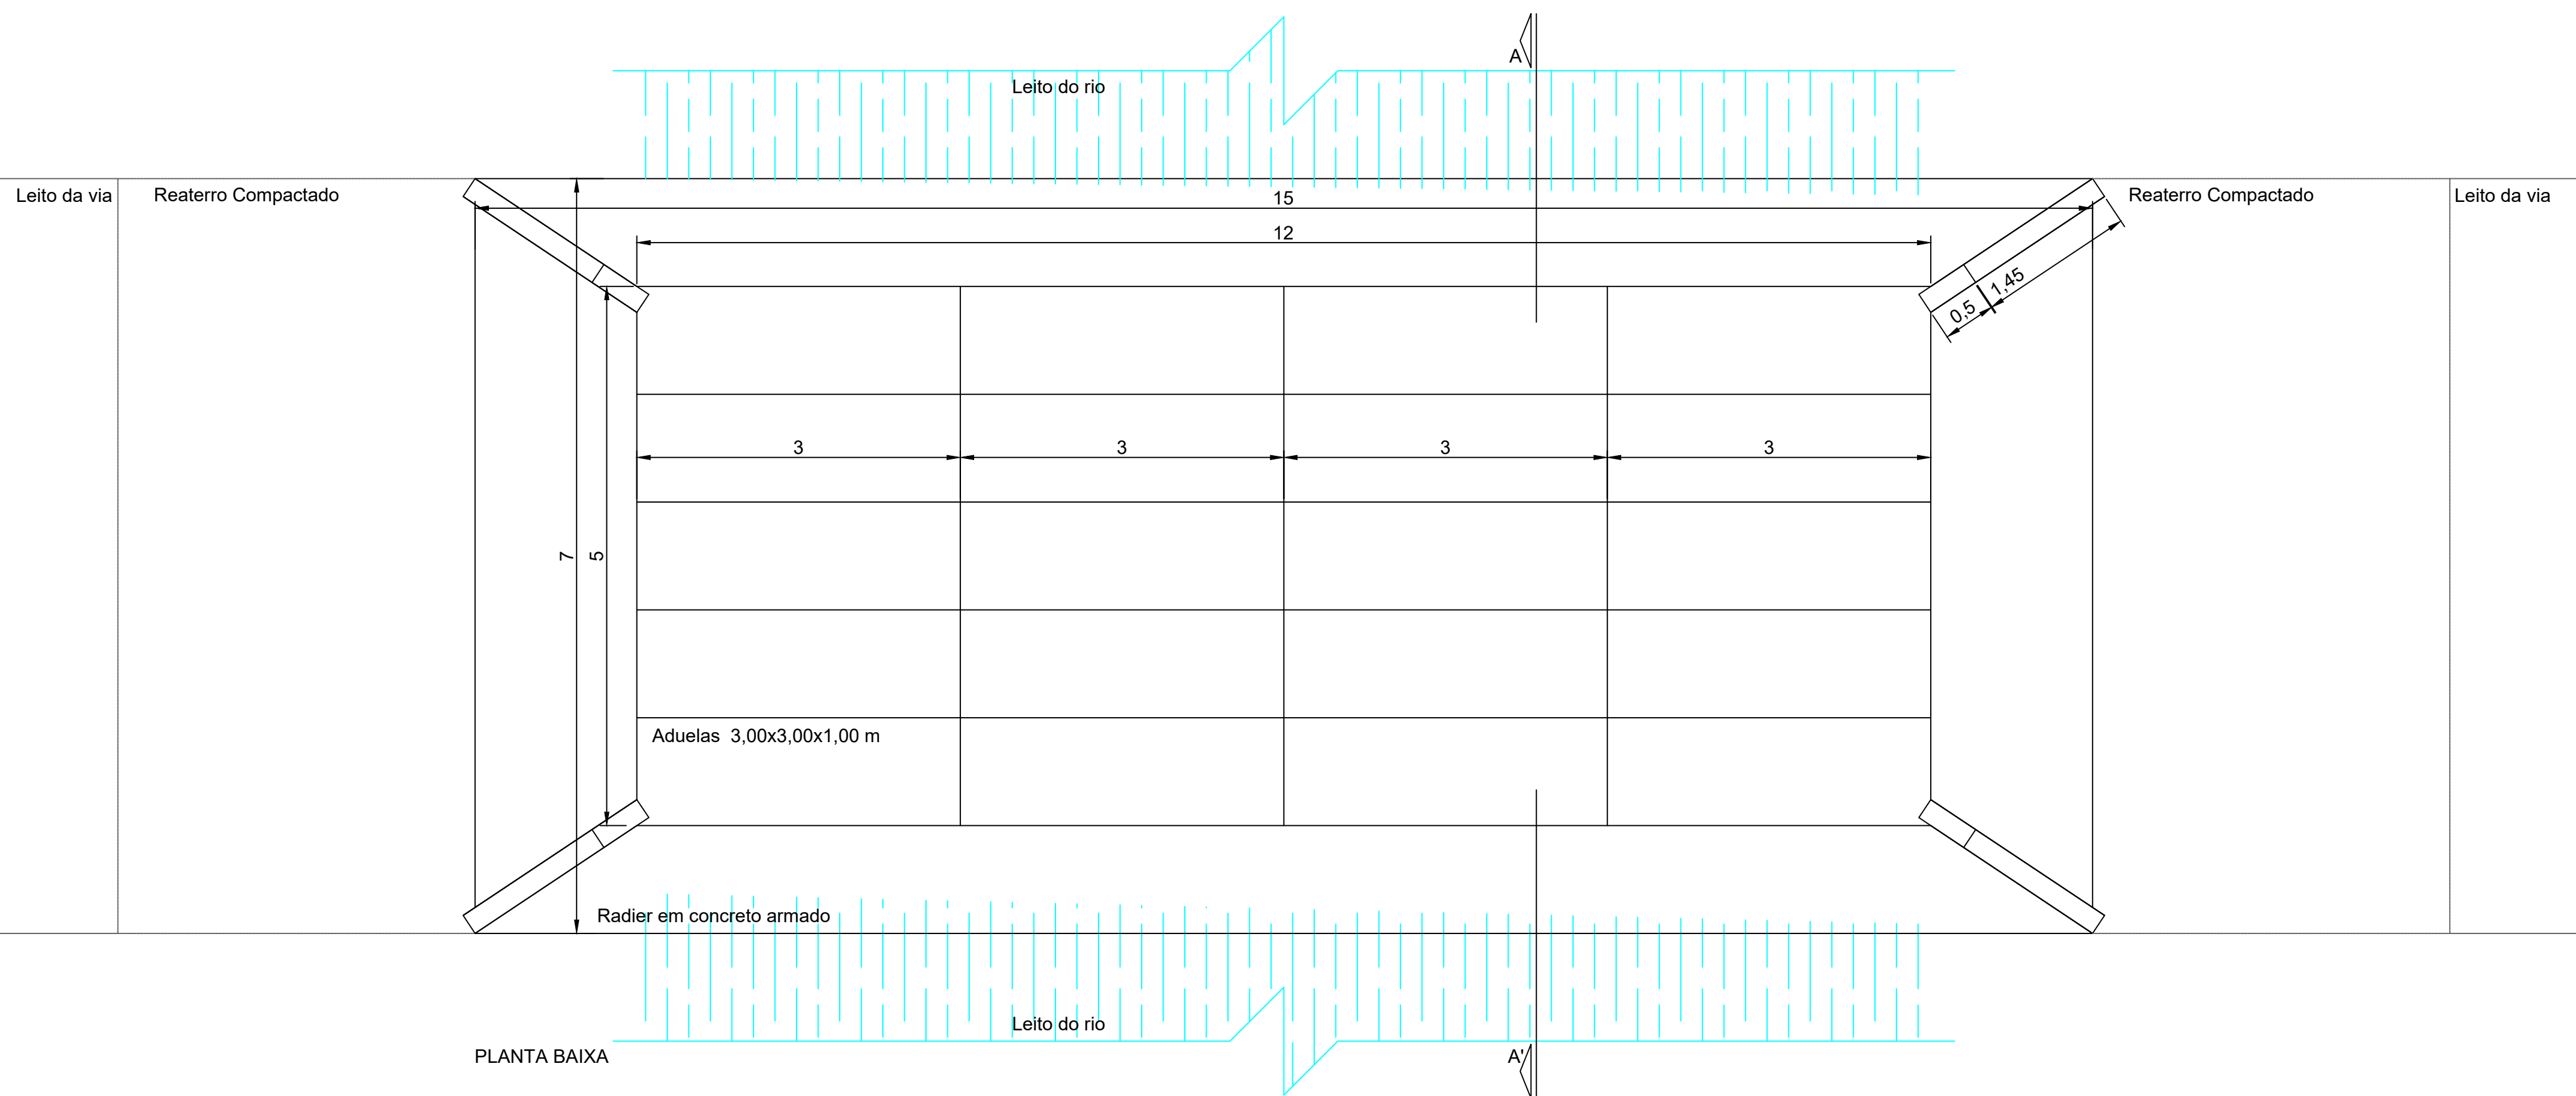 A
Leito do rio
Leito da via
Reaterro Compactado
15
Reaterro Compactado
Leito da via
12
1,45
0,5
3
3
3
3
7
5
Aduelas 3,00x3,00x1,00 m
Radier em concreto armado
Leito do rio
PLANTA BAIXA
A'